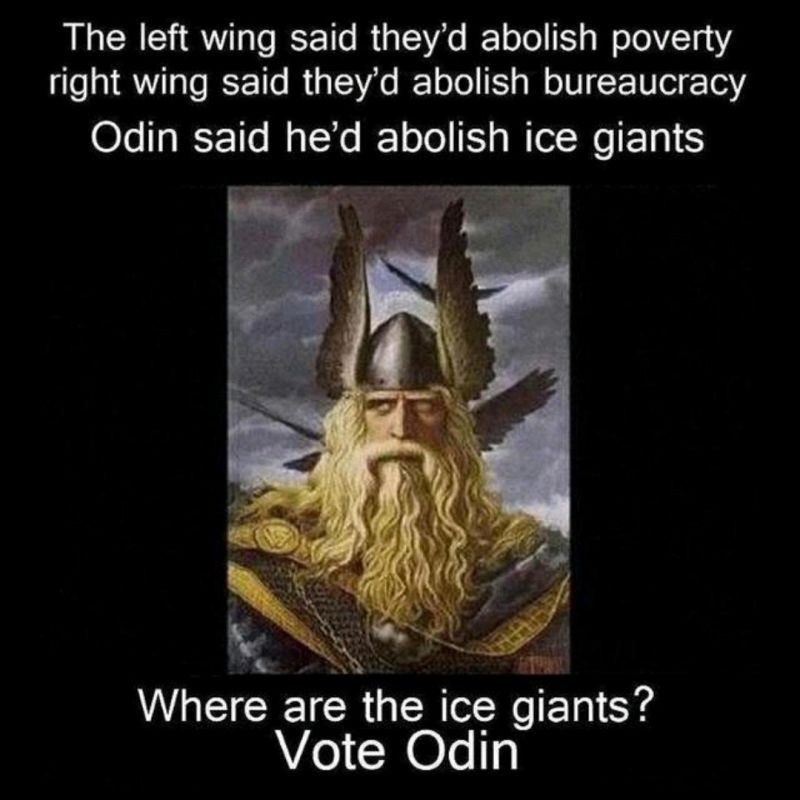 The left wing said they'd abolish poverty
right wing said they'd abolish bureaucracy
Odin said he'd abolish ice giants
Where are the ice giants?
Vote Odin